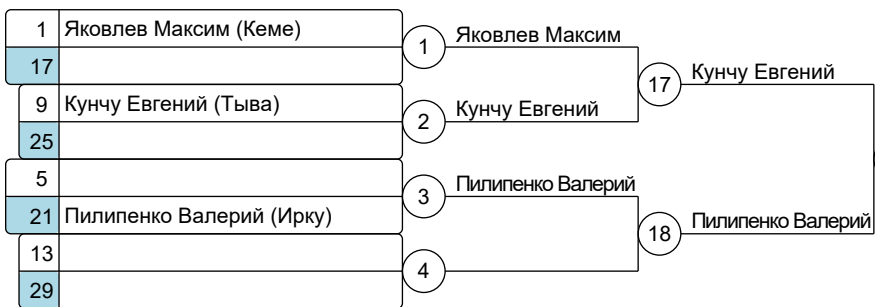 1 Яковлев Максим (Кеме)
17
9 Кунчу Евгений (Тыва)
25
5
21 Пилипенко Валерий (Ирку)
13
29
1 Яковлев Максим
2 Кунчу Евгений
3 Пилипенко Валерий
4
17 Кунчу Евгений
18 Пилипенко Валерий